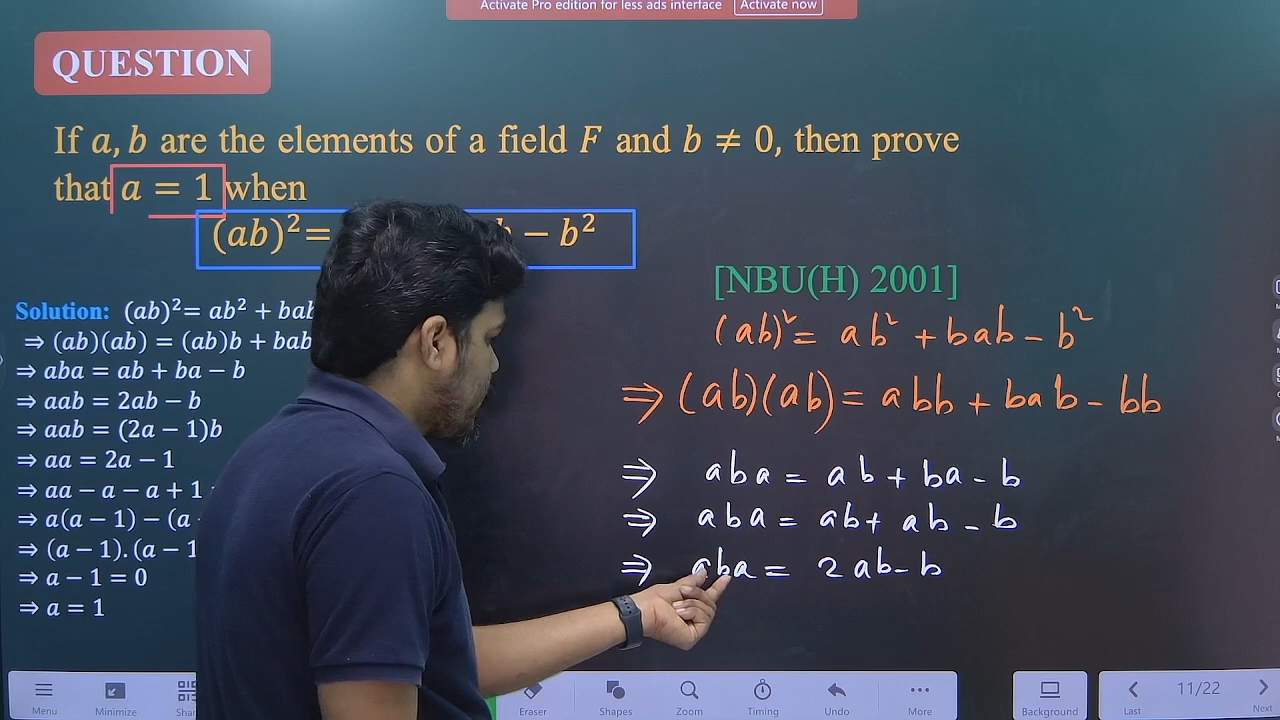 Activate Pro edition for less ads interface Activate now
QUESTION
If a, b are the elements of a field F and b ≠ 0, then prove
that a = 1 when
(ab)²= b − b²
[NBU(H) 2001]
Solution: (ab)²= ab² + bab
⇒ (ab)(ab) = (ab)b + bab
⇒ aba = ab + ba − b
⇒ aab = 2ab − b
⇒ aab = (2a − 1)b
⇒ aa = 2a − 1
⇒ aa − a − a + 1
⇒ a(a − 1) − (a
⇒ (a − 1).(a − 1
⇒ a − 1 = 0
⇒ a = 1
(ab)² = ab² + bab − b²
⇒ (ab)(ab) = abb + bab − bb
⇒ aba = ab + ba − b
⇒ aba = ab + ab − b
⇒ aba = 2ab − b
Menu Minimize Eraser Shapes Zoom Timing Undo More Background Last 11/22 Next